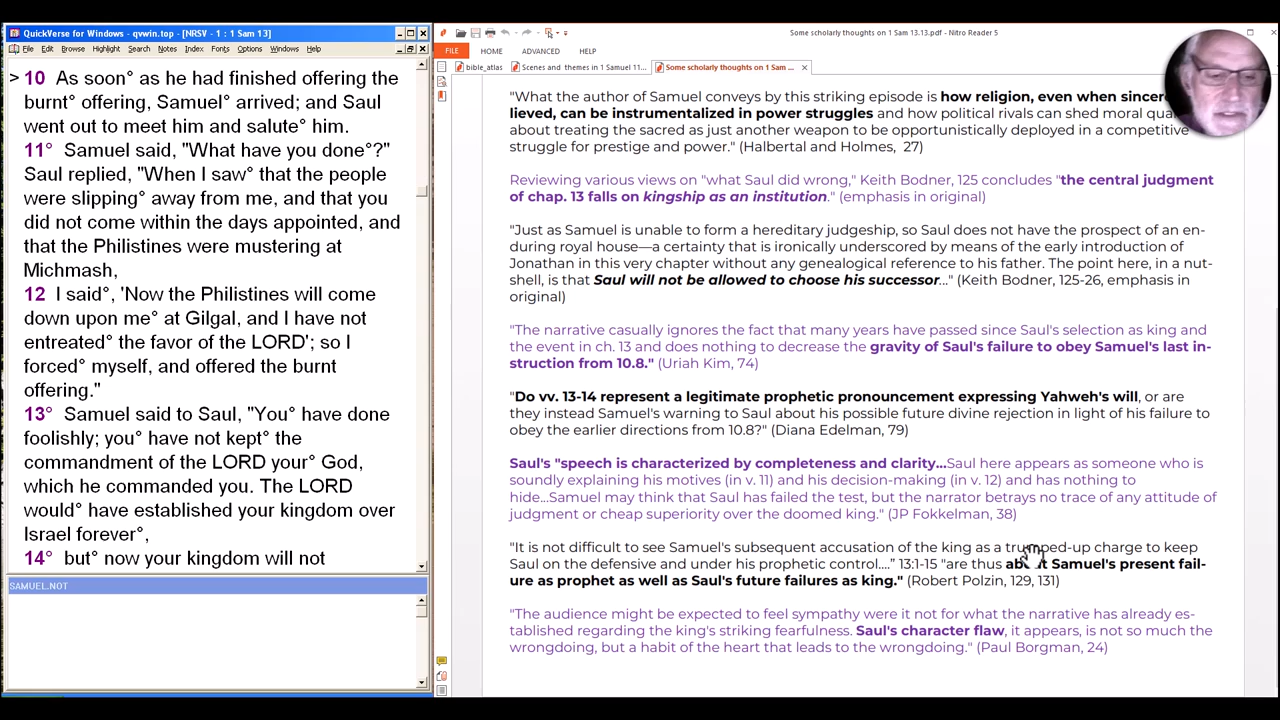 QuickVerse for Windows - qvwin.top - [NRSV - 1 : 1 Sam 13]
File Edit Browse Highlight Search Notes Index Fonts Options Windows Help
> 10 As soon° as he had finished offering the
burnt° offering, Samuel° arrived; and Saul
went out to meet him and salute° him.
11° Samuel said, "What have you done°?"
Saul replied, "When I saw° that the people
were slipping° away from me, and that you
did not come within the days appointed, and
that the Philistines were mustering at
Michmash,
12 I said°, 'Now the Philistines will come
down upon me° at Gilgal, and I have not
entreated° the favor of the LORD'; so I
forced° myself, and offered the burnt
offering."
13° Samuel said to Saul, "You° have done
foolishly; you° have not kept° the
commandment of the LORD your° God,
which he commanded you. The LORD
would° have established your kingdom over
Israel forever°,
14° but° now your kingdom will not
SAMUEL.NOT
Some scholarly thoughts on 1 Sam 13.13.pdf - Nitro Reader 5
FILE HOME ADVANCED HELP
bible_atlas Scenes and themes in 1 Samuel 11... Some scholarly thoughts on 1 Sam ...
"What the author of Samuel conveys by this striking episode is how religion, even when
lieved, can be instrumentalized in power struggles and how political rivals can shed moral
about treating the sacred as just another weapon to be opportunistically deployed in a competitive
struggle for prestige and power." (Halbertal and Holmes, 27)
Reviewing various views on "what Saul did wrong," Keith Bodner, 125 concludes "the central judgment
of chap. 13 falls on kingship as an institution." (emphasis in original)
"Just as Samuel is unable to form a hereditary judgeship, so Saul does not have the prospect of an en-
during royal house—a certainty that is ironically underscored by means of the early introduction of
Jonathan in this very chapter without any genealogical reference to his father. The point here, in a nut-
shell, is that Saul will not be allowed to choose his successor..." (Keith Bodner, 125-26, emphasis in
original)
"The narrative casually ignores the fact that many years have passed since Saul's selection as king and
the event in ch. 13 and does nothing to decrease the gravity of Saul's failure to obey Samuel's last in-
struction from 10.8." (Uriah Kim, 74)
"Do vv. 13-14 represent a legitimate prophetic pronouncement expressing Yahweh's will, or are
they instead Samuel's warning to Saul about his possible future divine rejection in light of his failure to
obey the earlier directions from 10.8?" (Diana Edelman, 79)
Saul's "speech is characterized by completeness and clarity...Saul here appears as someone who is
soundly explaining his motives (in v. 11) and his decision-making (in v. 12) and has nothing to
hide...Samuel may think that Saul has failed the test, but the narrator betrays no trace of any attitude of
judgment or cheap superiority over the doomed king." (JP Fokkelman, 38)
"It is not difficult to see Samuel's subsequent accusation of the king as a trumped-up charge to keep
Saul on the defensive and under his prophetic control...." 13:1-15 "are thus about Samuel's present fail-
ure as prophet as well as Saul's future failures as king." (Robert Polzin, 129, 131)
"The audience might be expected to feel sympathy were it not for what the narrative has already es-
tablished regarding the king's striking fearfulness. Saul's character flaw, it appears, is not so much the
wrongdoing, but a habit of the heart that leads to the wrongdoing." (Paul Borgman, 24)